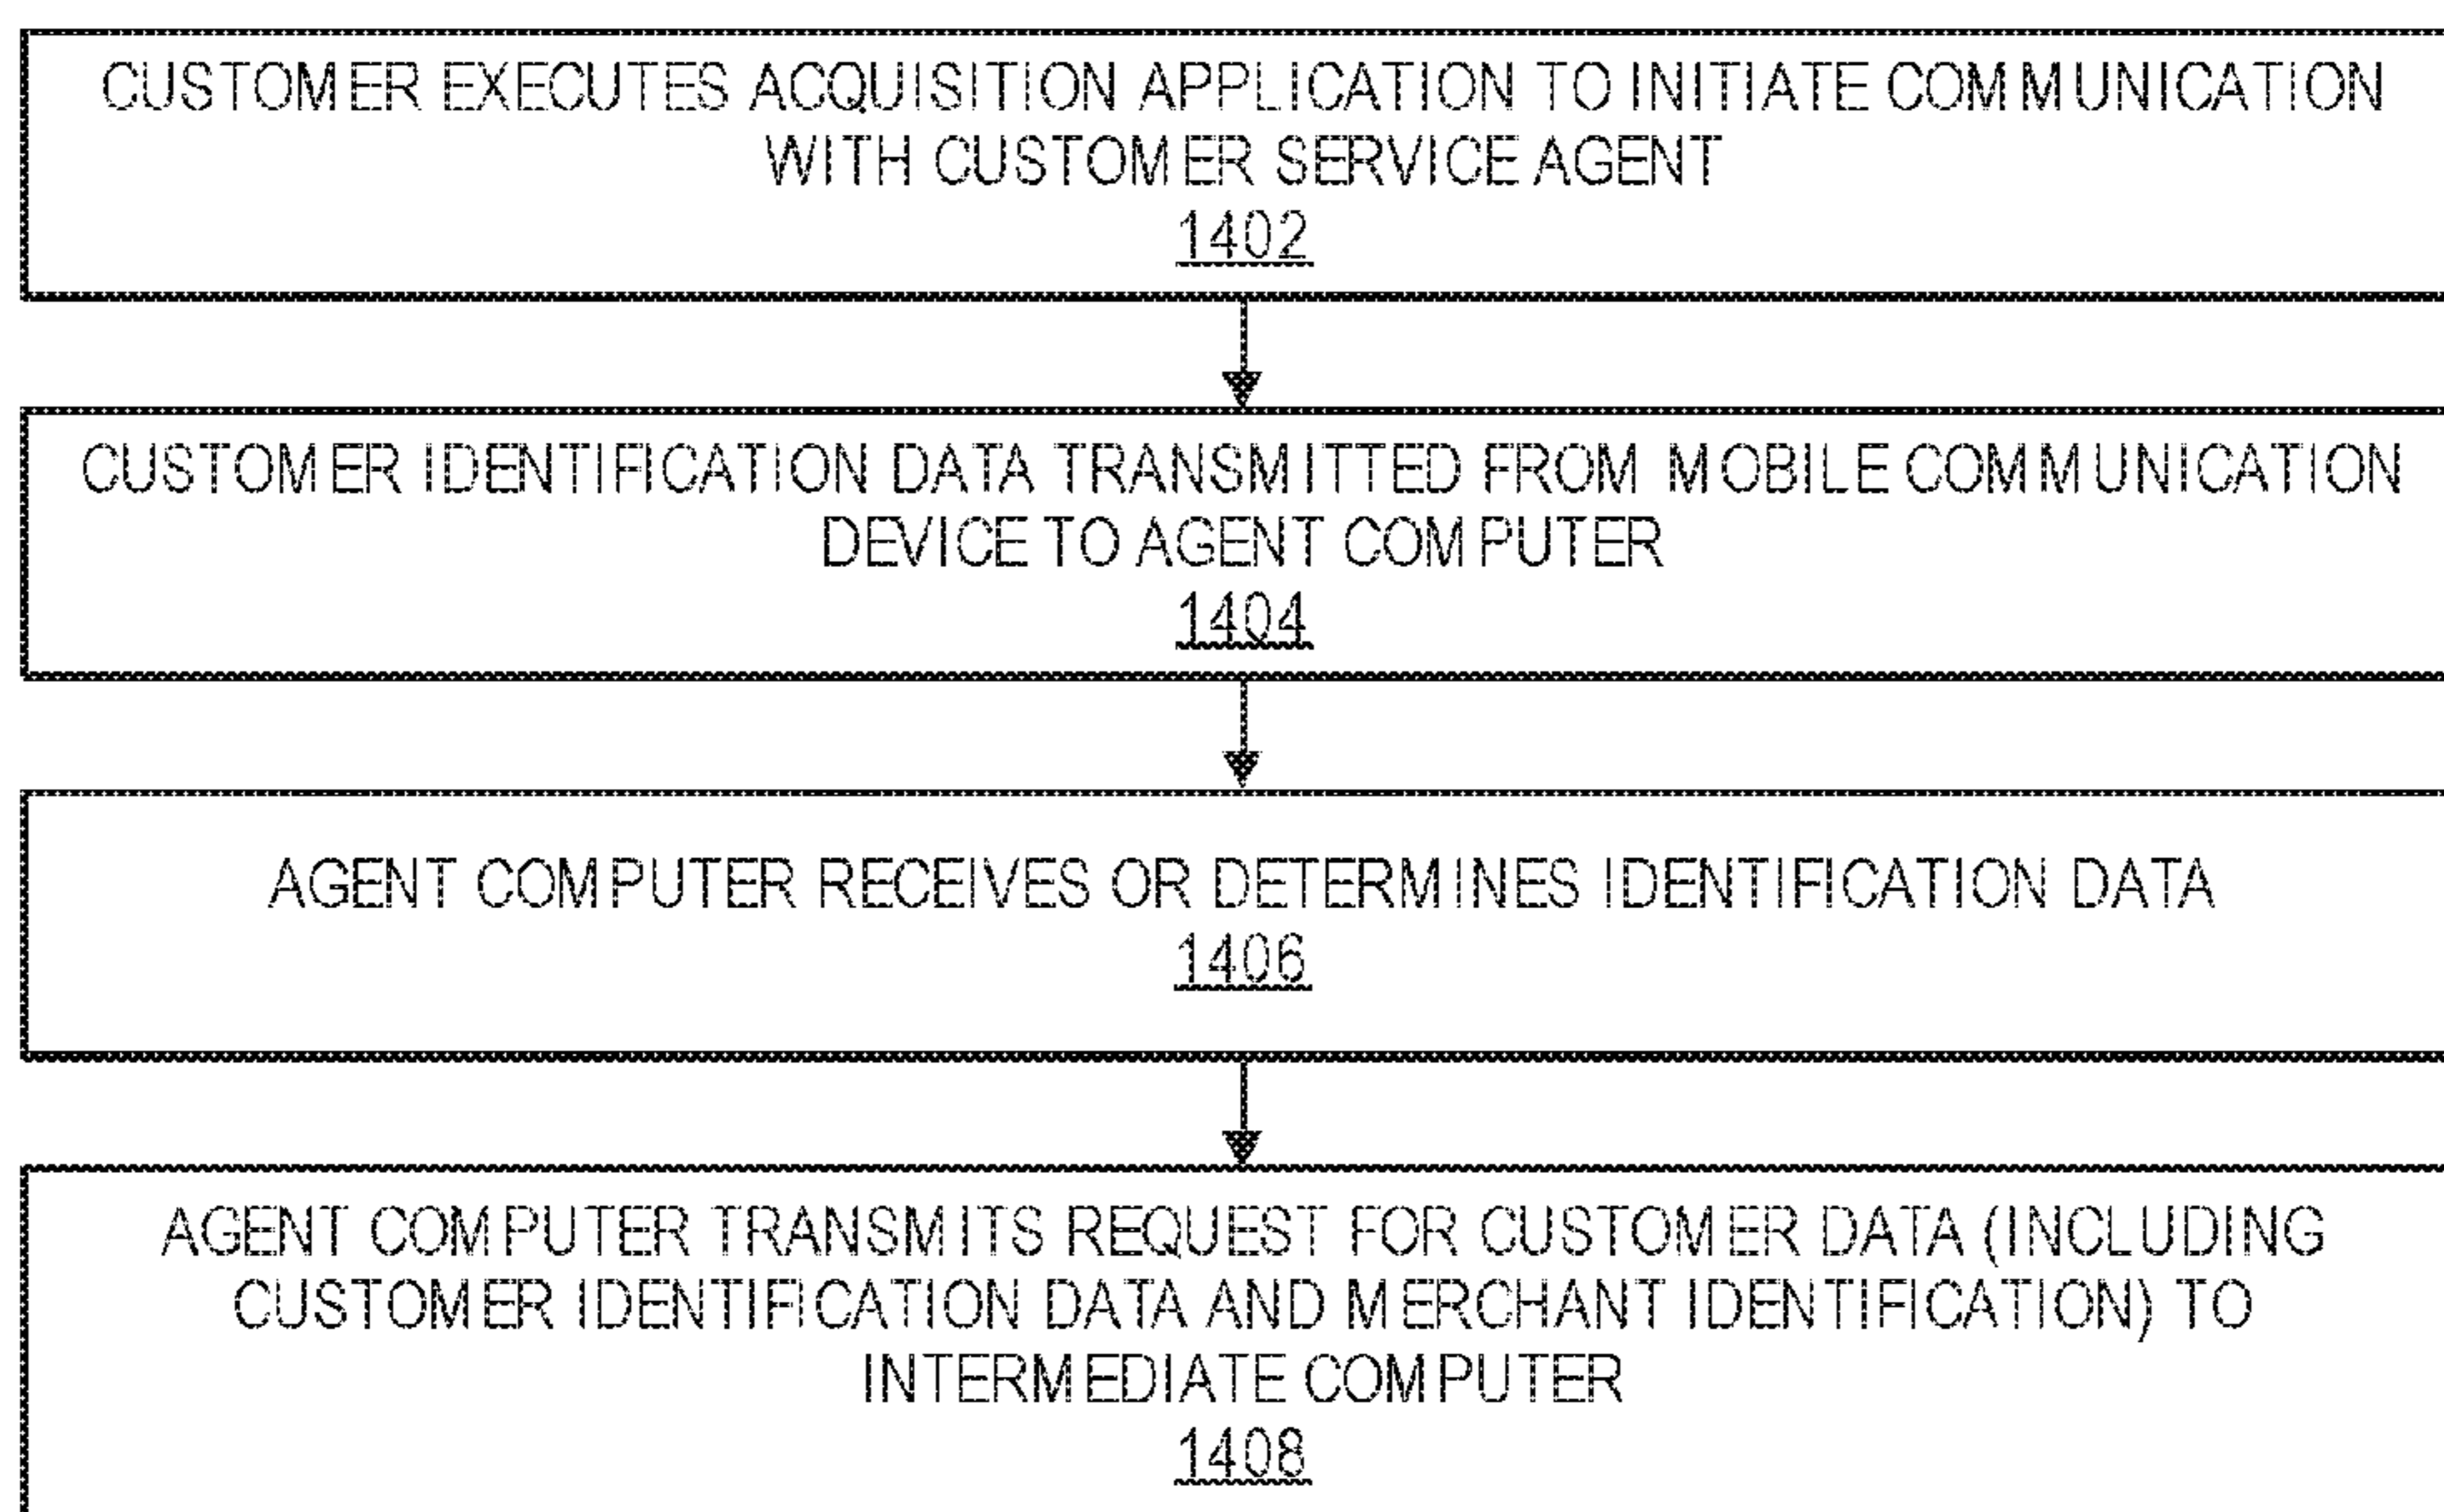 CUSTOMER EXECUTES ACQUISITION APPLICATION TO INITIATE COMMUNICATION
WITH CUSTOMER SERVICE AGENT
1402
CUSTOMER IDENTIFICATION DATA TRANSMITTED FROM MOBILE COMMUNICATION
DEVICE TO AGENT COMPUTER
1404
AGENT COMPUTER RECEIVES OR DETERMINES IDENTIFICATION DATA
1406
AGENT COMPUTER TRANSMITS REQUEST FOR CUSTOMER DATA (INCLUDING
CUSTOMER IDENTIFICATION DATA AND MERCHANT IDENTIFICATION) TO
INTERMEDIATE COMPUTER
1408